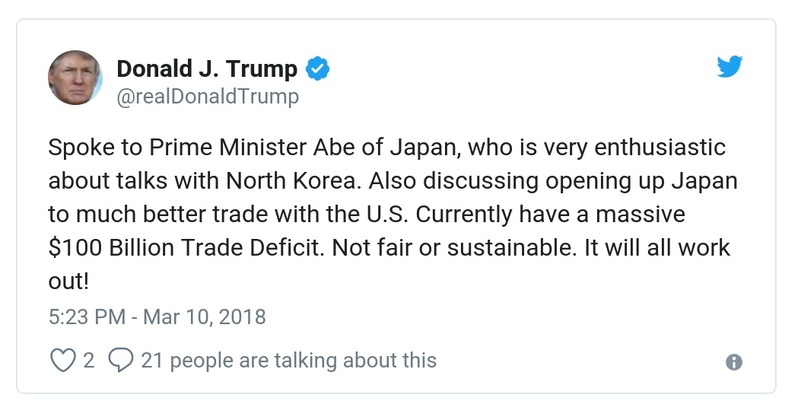 Donald J. Trump
@realDonaldTrump
Spoke to Prime Minister Abe of Japan, who is very enthusiastic
about talks with North Korea. Also discussing opening up Japan
to much better trade with the U.S. Currently have a massive
$100 Billion Trade Deficit. Not fair or sustainable. It will all work
out!
5:23 PM - Mar 10, 2018
2 21 people are talking about this